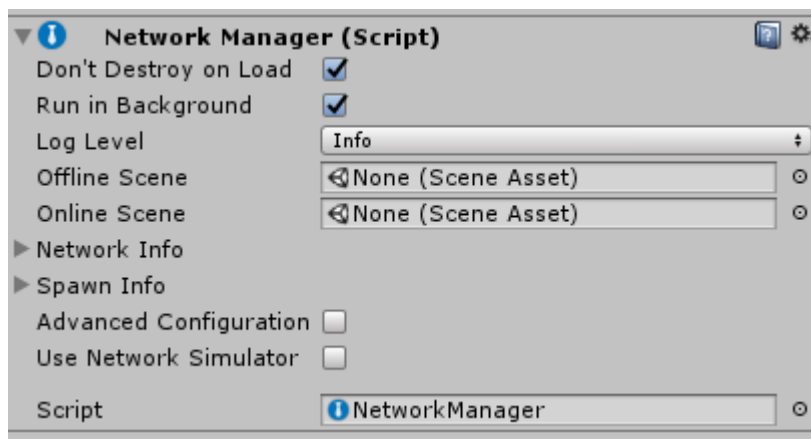 Network Manager (Script)
Don't Destroy on Load
Run in Background
Log Level Info
Offline Scene None (Scene Asset)
Online Scene None (Scene Asset)
Network Info
Spawn Info
Advanced Configuration
Use Network Simulator
Script NetworkManager